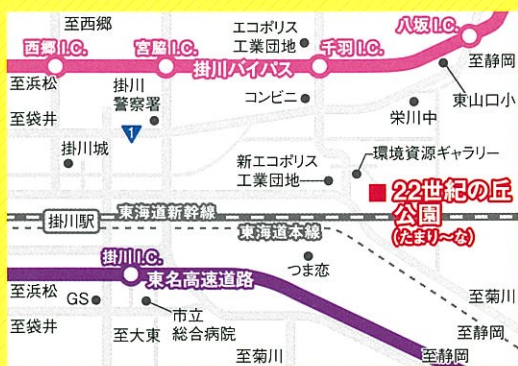 至西郷
エコポリス
工業団地
八坂I.C.
西郷I.C.
宮脇I.C.
掛川バイパス
千羽I.C.
至静岡
至浜松
至袋井
掛川
警察署
コンビニ
栄川中
東山口小
1
掛川城
環境資源ギャラリー
新エコポリス
工業団地
22世紀の丘
公園
(たまり〜な)
掛川駅
東海道新幹線
東海道本線
掛川I.C.
東名高速道路
つま恋
至浜松
GS
市立
総合病院
至菊川
至袋井
至大東
至静岡
至菊川
至静岡